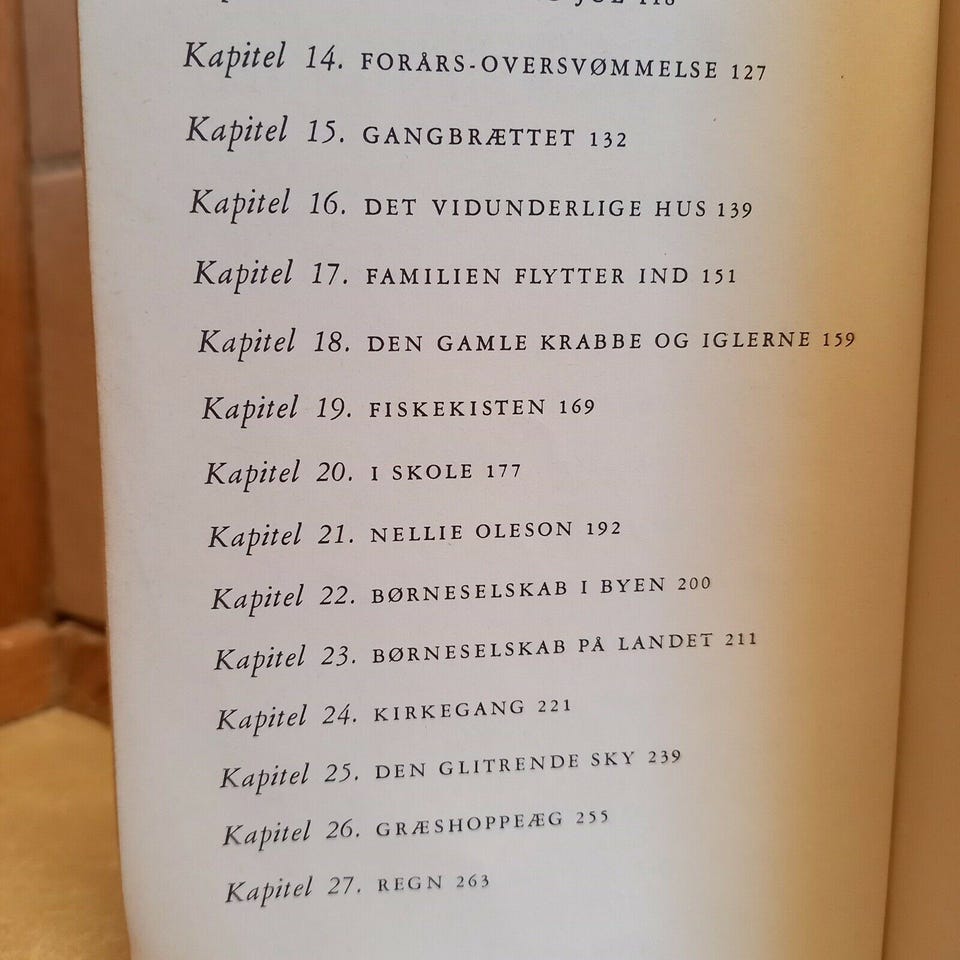 JUL 118
Kapitel 14. FORÅRS-OVERSVØMMELSE 127
Kapitel 15. GANGBRÆTTET 132
Kapitel 16. DET VIDUNDERLIGE HUS 139
Kapitel 17. FAMILIEN FLYTTER IND 151
Kapitel 18. DEN GAMLE KRABBE OG IGLERNE 159
Kapitel 19. FISKEKISTEN 169
Kapitel 20. I SKOLE 177
Kapitel 21. NELLIE OLESON 192
Kapitel 22. BØRNESELSKAB I BYEN 200
Kapitel 23. BØRNESELSKAB PÅ LANDET 211
Kapitel 24. KIRKEGANG 221
Kapitel 25. DEN GLITRENDE SKY 239
Kapitel 26. GRÆSHOPPEÆG 255
Kapitel 27. REGN 263